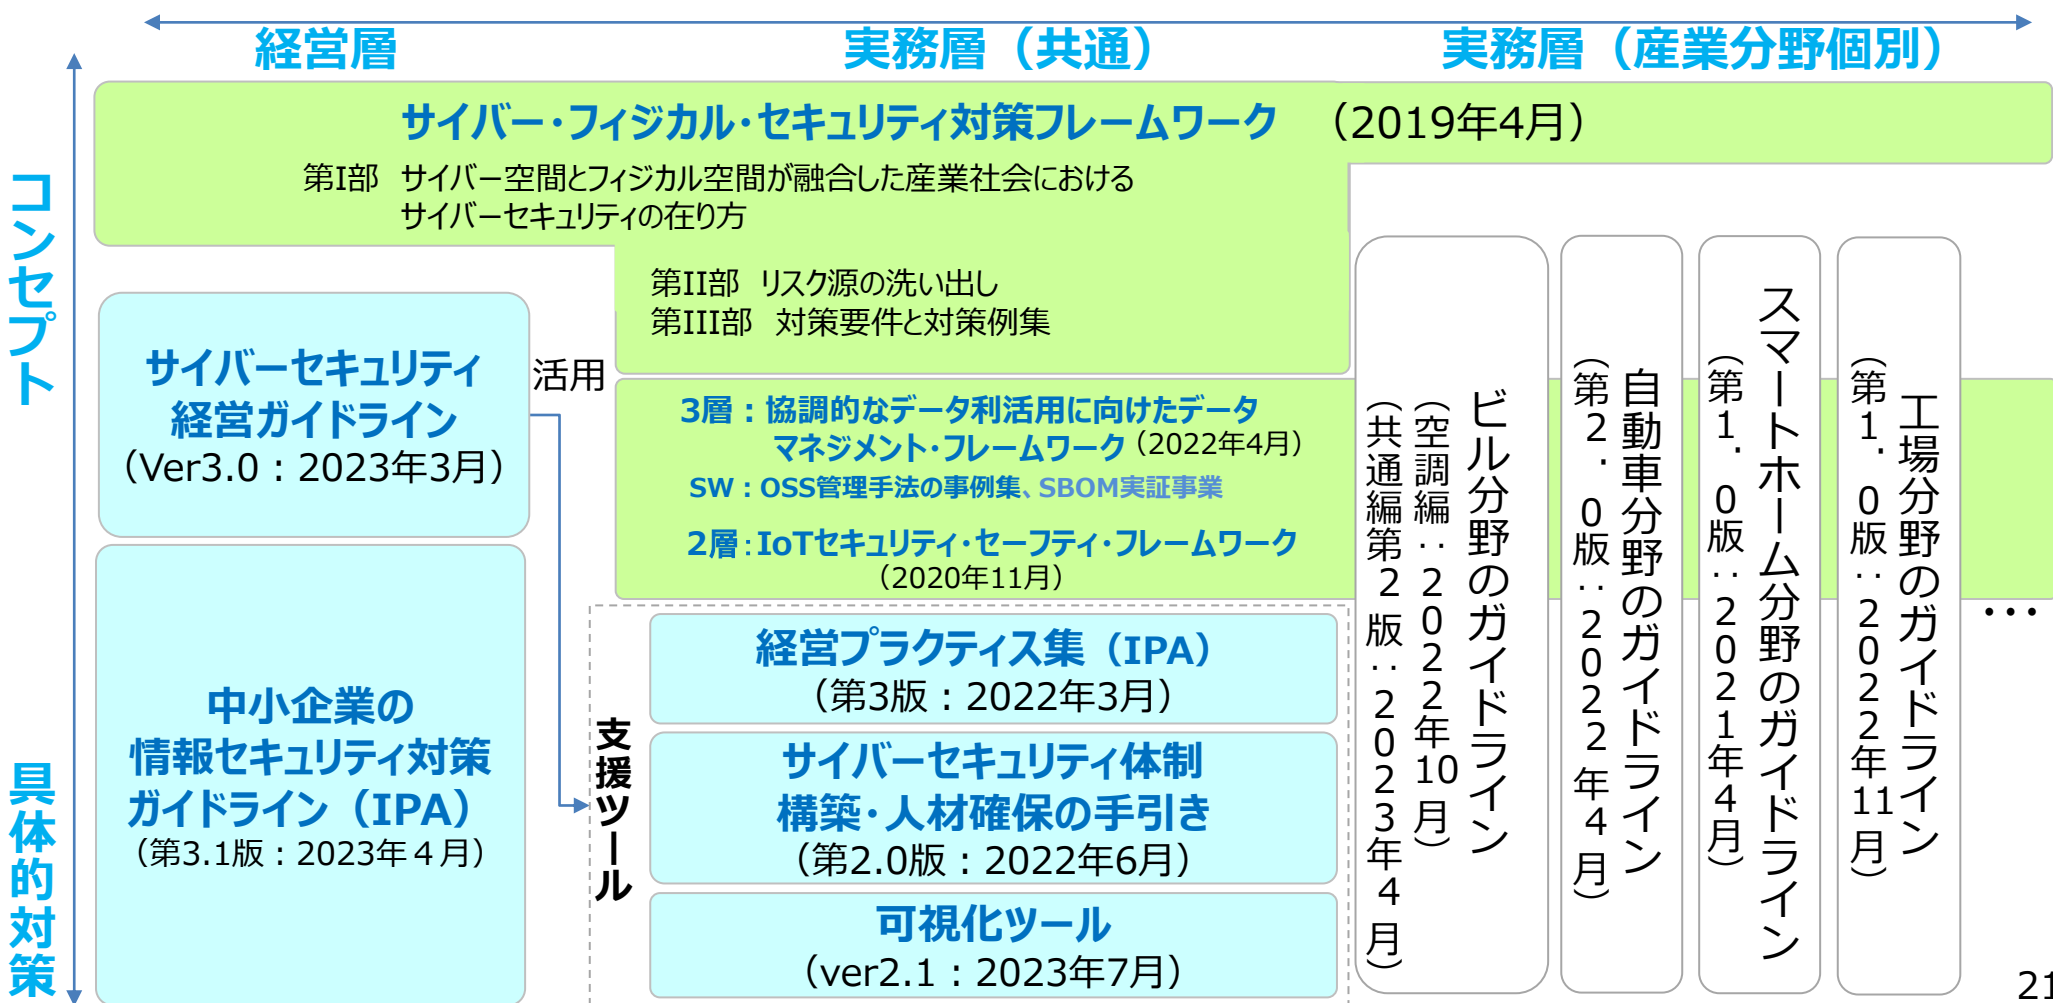 経営層
実務層（共通）
実務層（産業分野個別）
コンセプト
具体的対策
サイバー・フィジカル・セキュリティ対策フレームワーク （2019年4月）
第I部 サイバー空間とフィジカル空間が融合した産業社会における
サイバーセキュリティの在り方
第II部 リスク源の洗い出し
第III部 対策要件と対策例集
サイバーセキュリティ
経営ガイドライン
（Ver3.0：2023年3月）
活用
3層：協調的なデータ利活用に向けたデータ
マネジメント・フレームワーク（2022年4月）
SW：OSS管理手法の事例集、SBOM実証事業
2層：IoTセキュリティ・セーフティ・フレームワーク
（2020年11月）
中小企業の
情報セキュリティ対策
ガイドライン（IPA）
（第3.1版：2023年４月）
支援ツール
経営プラクティス集（IPA）
（第3版：2022年3月）
サイバーセキュリティ体制
構築・人材確保の手引き
（第2.0版：2022年6月）
可視化ツール
（ver2.1：2023年7月）
ビル分野のガイドライン
（空調編：２０２２年10月）
（共通編第２版：２０２３年４月）
自動車分野のガイドライン
（第２．０版：２０２２年４月）
スマートホーム分野のガイドライン
（第１．０版：２０２１年４月）
工場分野のガイドライン
（第１．０版：２０２２年11月）
…
21